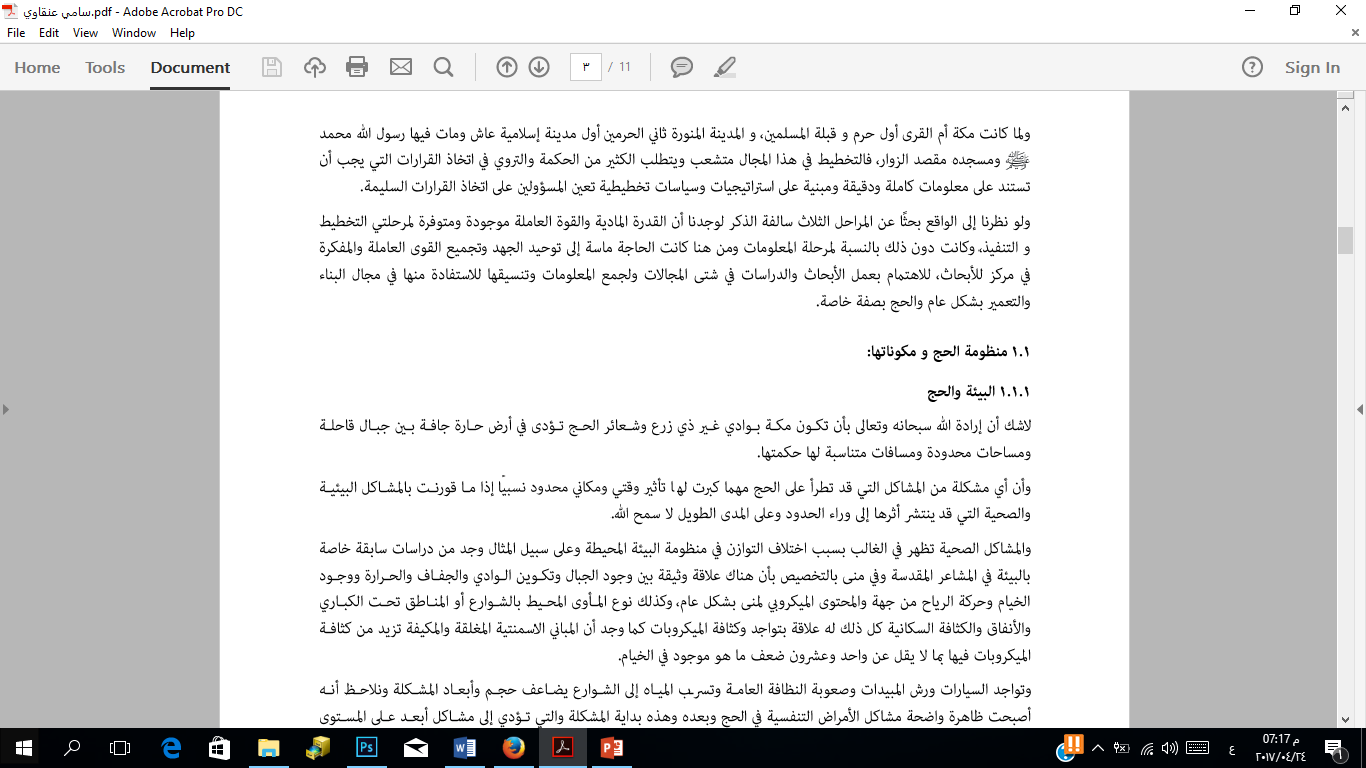 سامي عنقاوي.pdf - Adobe Acrobat Pro DC
File Edit View Window Help
Home Tools Document ٣ / 11 Sign In
ولما كانت مكة أم القرى أول حرم و قبلة المسلمين، و المدينة المنورة ثاني الحرمين أول مدينة إسلامية عاش ومات فيها رسول الله محمد
ﷺ ومسجده مقصد الزوار، فالتخطيط في هذا المجال متشعب ويتطلب الكثير من الحكمة والتروي في اتخاذ القرارات التي يجب أن
تستند على معلومات كاملة ودقيقة ومبنية على استراتيجيات وسياسات تخطيطية تعين المسؤولين على اتخاذ القرارات السليمة.
ولو نظرنا إلى الواقع بحثًا عن المراحل الثلاث سالفة الذكر لوجدنا أن القدرة المادية والقوة العاملة موجودة ومتوفرة لمرحلتي التخطيط
و التنفيذ، وكانت دون ذلك بالنسبة لمرحلة المعلومات ومن هنا كانت الحاجة ماسة إلى توحيد الجهد وتجميع القوى العاملة والمفكرة
في مركز للأبحاث، للاهتمام بعمل الأبحاث والدراسات في شتى المجالات ولجمع المعلومات وتنسيقها للاستفادة منها في مجال البناء
والتعمير بشكل عام والحج بصفة خاصة.
١.١ منظومة الحج و مكوناتها:
١.١.١ البيئة والحج
لاشك أن إرادة الله سبحانه وتعالى بأن تكون مكة بوادي غير ذي زرع وشعائر الحج تؤدى في أرض حارة جافة بين جبال قاحلة
ومساحات محدودة ومسافات متناسبة لها حكمتها.
وأن أي مشكلة من المشاكل التي قد تطرأ على الحج مهما كبرت لها تأثير وقتي ومكاني محدود نسبيًا إذا ما قورنت بالمشاكل البيئية
والصحية التي قد ينتشر أثرها إلى وراء الحدود وعلى المدى الطويل لا سمح الله.
والمشاكل الصحية تظهر في الغالب بسبب اختلاف التوازن في منظومة البيئة المحيطة وعلى سبيل المثال وجد من دراسات سابقة خاصة
بالبيئة في المشاعر المقدسة وفي منى بالتخصيص بأن هناك علاقة وثيقة بين وجود الجبال وتكوين الوادي والجفاف والحرارة ووجود
الخيام وحركة الرياح من جهة والمحتوى الميكروبي لمنى بشكل عام، وكذلك نوع المأوى المحيط بالشوارع أو المناطق تحت الكباري
والأنفاق والكثافة السكانية كل ذلك له علاقة بتواجد وكثافة الميكروبات كما وجد أن المباني الاسمنتية المغلقة والمكيفة تزيد من كثافة
الميكروبات فيها بما لا يقل عن واحد وعشرون ضعف ما هو موجود في الخيام.
وتواجد السيارات ورش المبيدات وصعوبة النظافة العامة وتسرب المياه إلى الشوارع يضاعف حجم وأبعاد المشكلة ونلاحظ أنه
أصبحت ظاهرة واضحة مشاكل الأمراض التنفسية في الحج وبعده وهذه بداية المشكلة والتي تؤدي إلى مشاكل أبعد على المستوى
ع 07:17 م
٢٠١٧/٠٤/٢٤